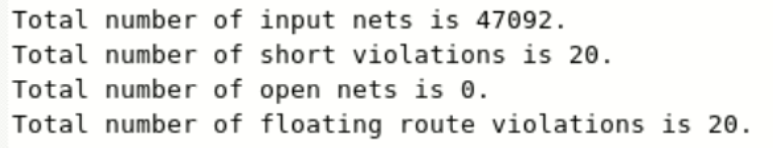 Total number of input nets is 47092.
Total number of short violations is 20.
Total number of open nets is 0.
Total number of floating route violations is 20.